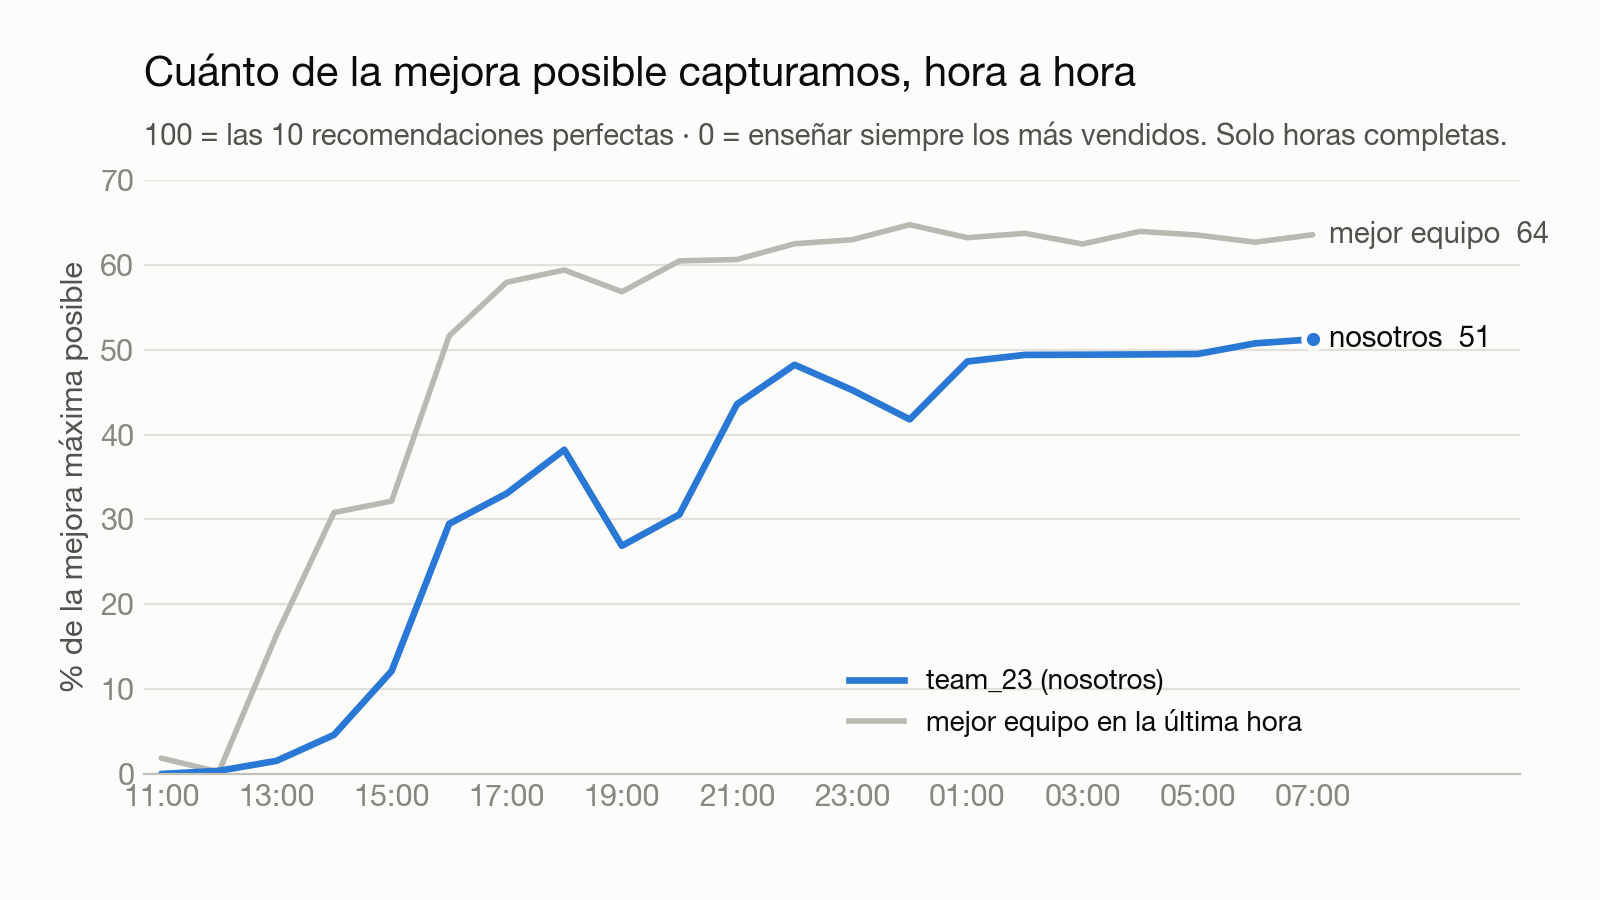 Cuánto de la mejora posible capturamos, hora a hora
100 = las 10 recomendaciones perfectas · 0 = enseñar siempre los más vendidos. Solo horas completas.
% de la mejora máxima posible
70
60
50
40
30
20
10
0
mejor equipo 64
nosotros 51
team_23 (nosotros)
mejor equipo en la última hora
11:00 13:00 15:00 17:00 19:00 21:00 23:00 01:00 03:00 05:00 07:00